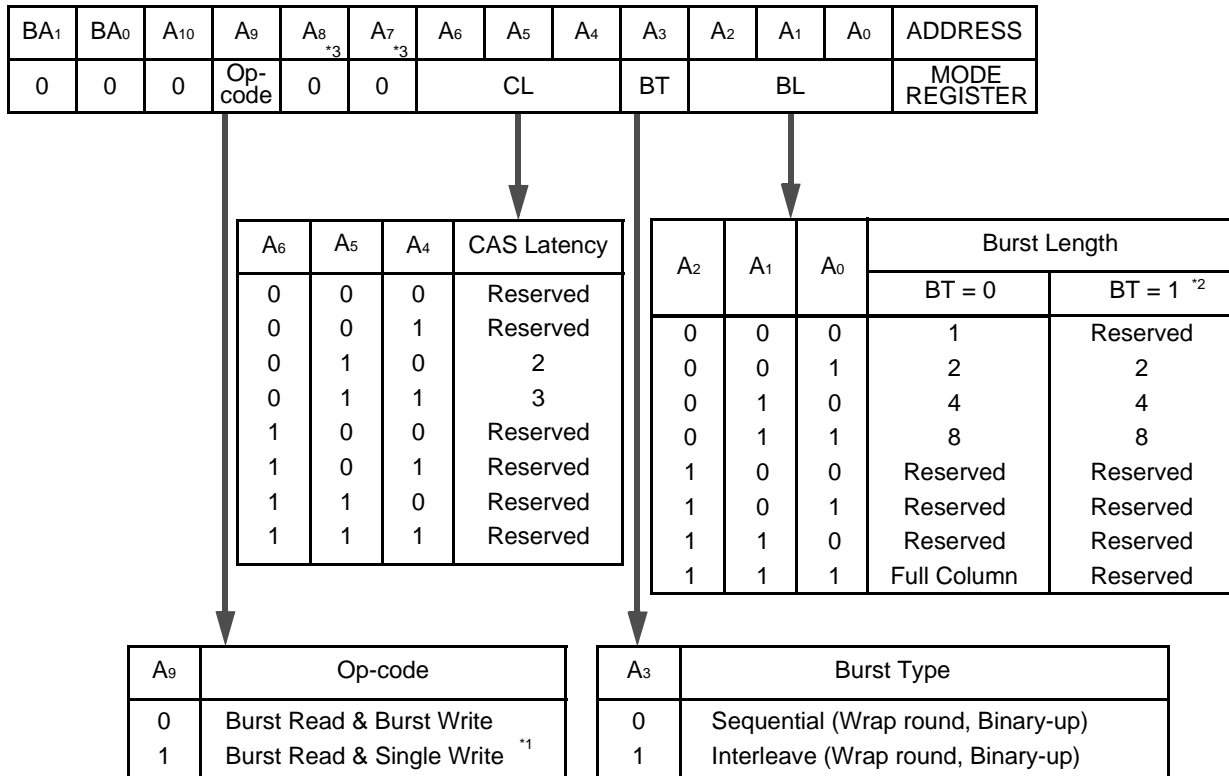 BA1 BA0 A10 A9 A8 *3 A7 *3 A6 A5 A4 A3 A2 A1 A0 ADDRESS
0 0 0 Op-code 0 0 CL BT BL MODE REGISTER
A6 A5 A4 CAS Latency
0 0 0 Reserved
0 0 1 Reserved
0 1 0 2
0 1 1 3
1 0 0 Reserved
1 0 1 Reserved
1 1 0 Reserved
1 1 1 Reserved
A2 A1 A0 Burst Length
BT = 0 BT = 1 *2
0 0 0 1 Reserved
0 0 1 2 2
0 1 0 4 4
0 1 1 8 8
1 0 0 Reserved Reserved
1 0 1 Reserved Reserved
1 1 0 Reserved Reserved
1 1 1 Full Column Reserved
A9 Op-code
0 Burst Read & Burst Write
1 Burst Read & Single Write *1
A3 Burst Type
0 Sequential (Wrap round, Binary-up)
1 Interleave (Wrap round, Binary-up)